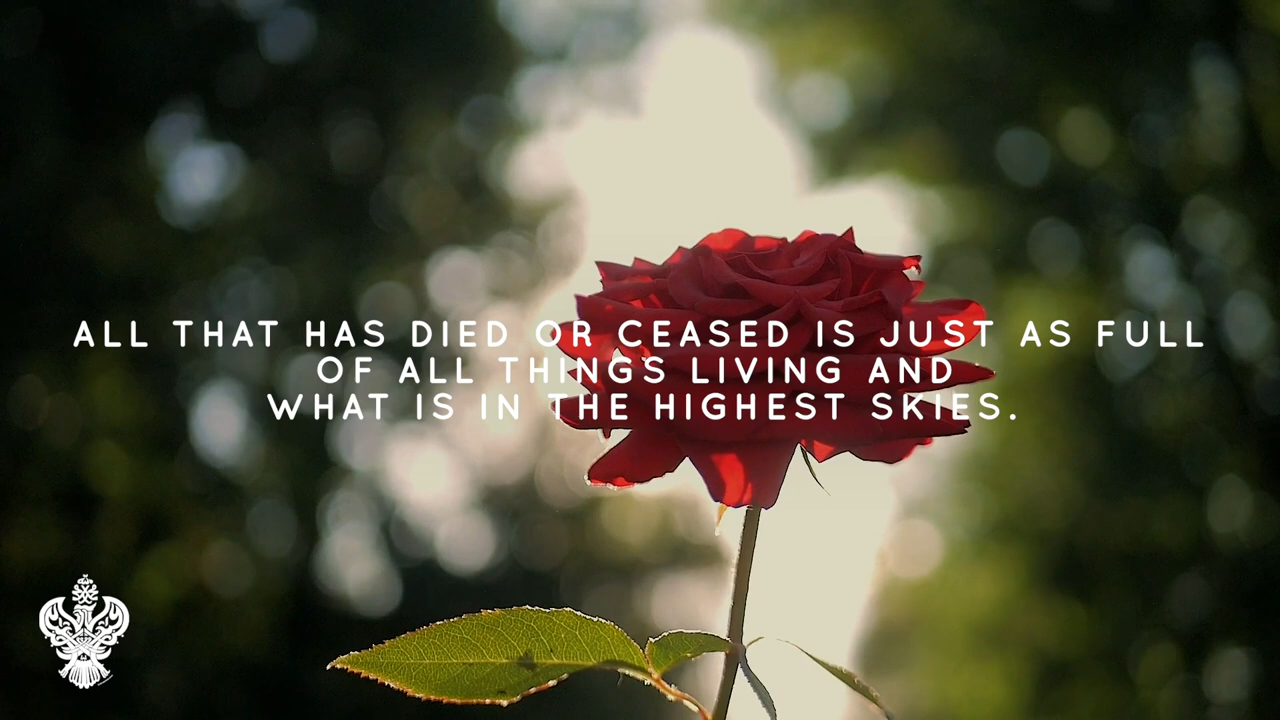 ALL THAT HAS DIED OR CEASED IS JUST AS FULL
OF ALL THINGS LIVING AND
WHAT IS IN THE HIGHEST SKIES.